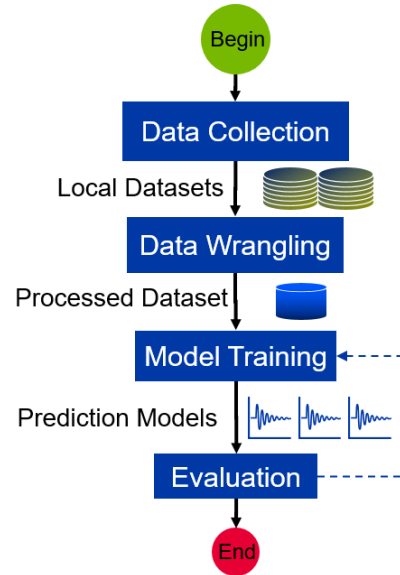 Begin
Data Collection
Local Datasets
Data Wrangling
Processed Dataset
Model Training
Prediction Models
Evaluation
End